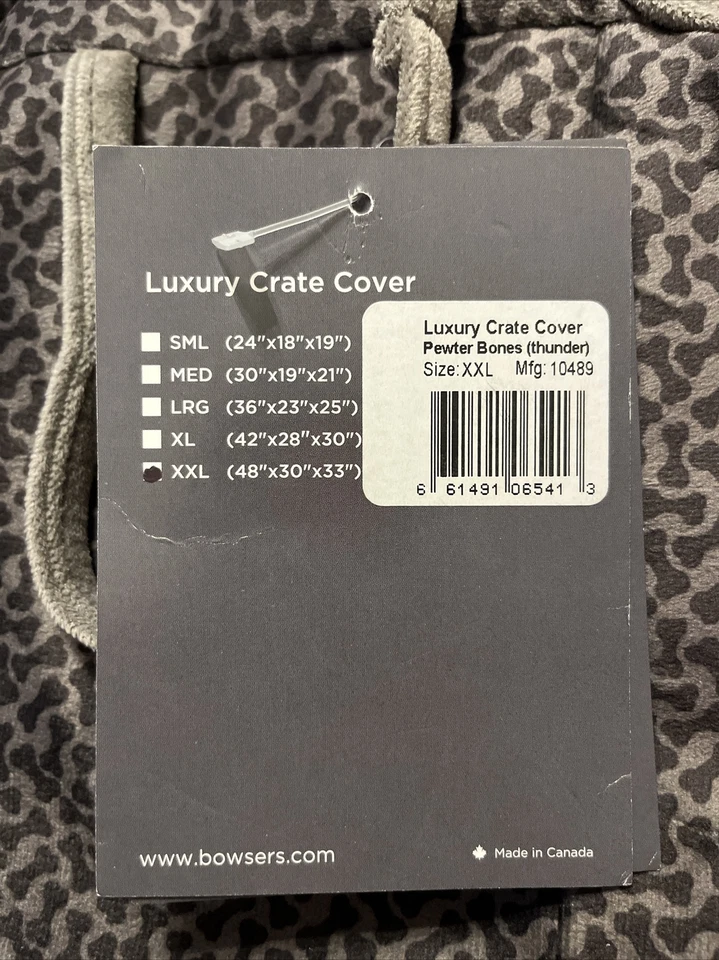 Luxury Crate Cover
SML (24"x18"x19")
MED (30"x19"x21")
LRG (36"x23"x25")
XL (42"x28"x30")
XXL (48"x30"x33")
Luxury Crate Cover
Pewter Bones (thunder)
Size: XXL Mfg: 10489
6 61491 06541 3
www.bowsers.com
Made in Canada